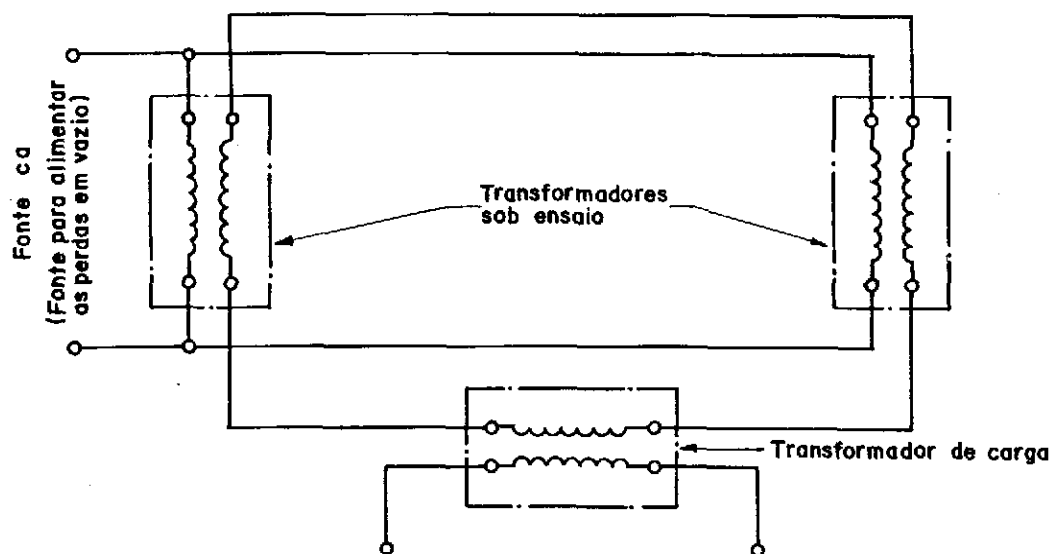 Fonte ca
(Fonte para alimentar
as perdas em vazio)
Transformadores
sob ensaio
Transformador de carga